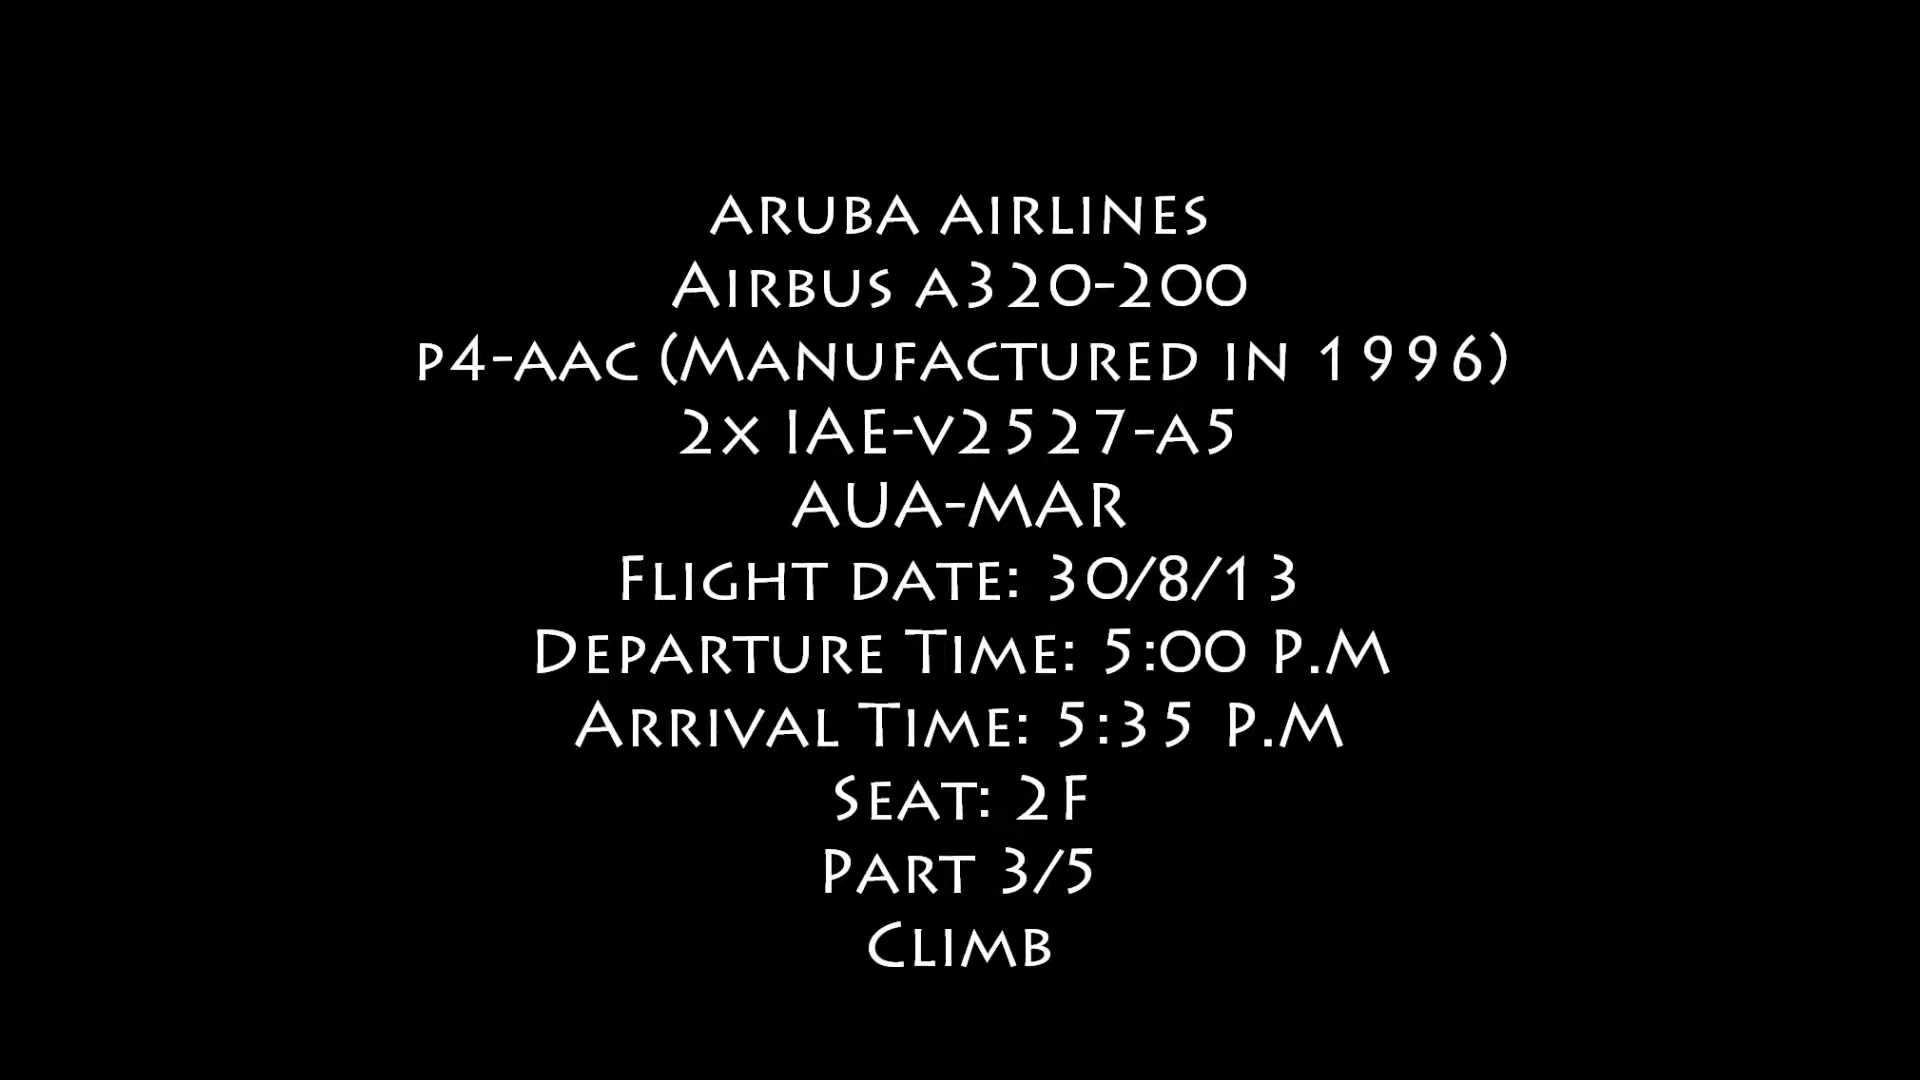 ARUBA AIRLINES
AIRBUS A320-200
P4-AAC (MANUFACTURED IN 1996)
2X IAE-V2527-A5
AUA-MAR
FLIGHT DATE: 30/8/13
DEPARTURE TIME: 5:00 P.M
ARRIVAL TIME: 5:35 P.M
SEAT: 2F
PART 3/5
CLIMB